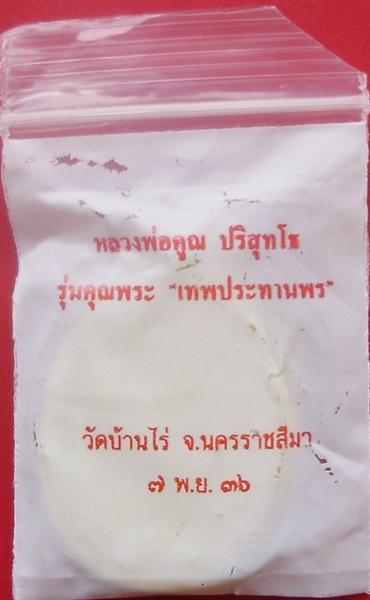 หลวงพ่อคูณ ปริสุทโธ
รุ่นคุณพระ "เทพประทานพร"
วัดบ้านไร่ จ.นครราชสีมา
๗ พ.ย. ๓๖